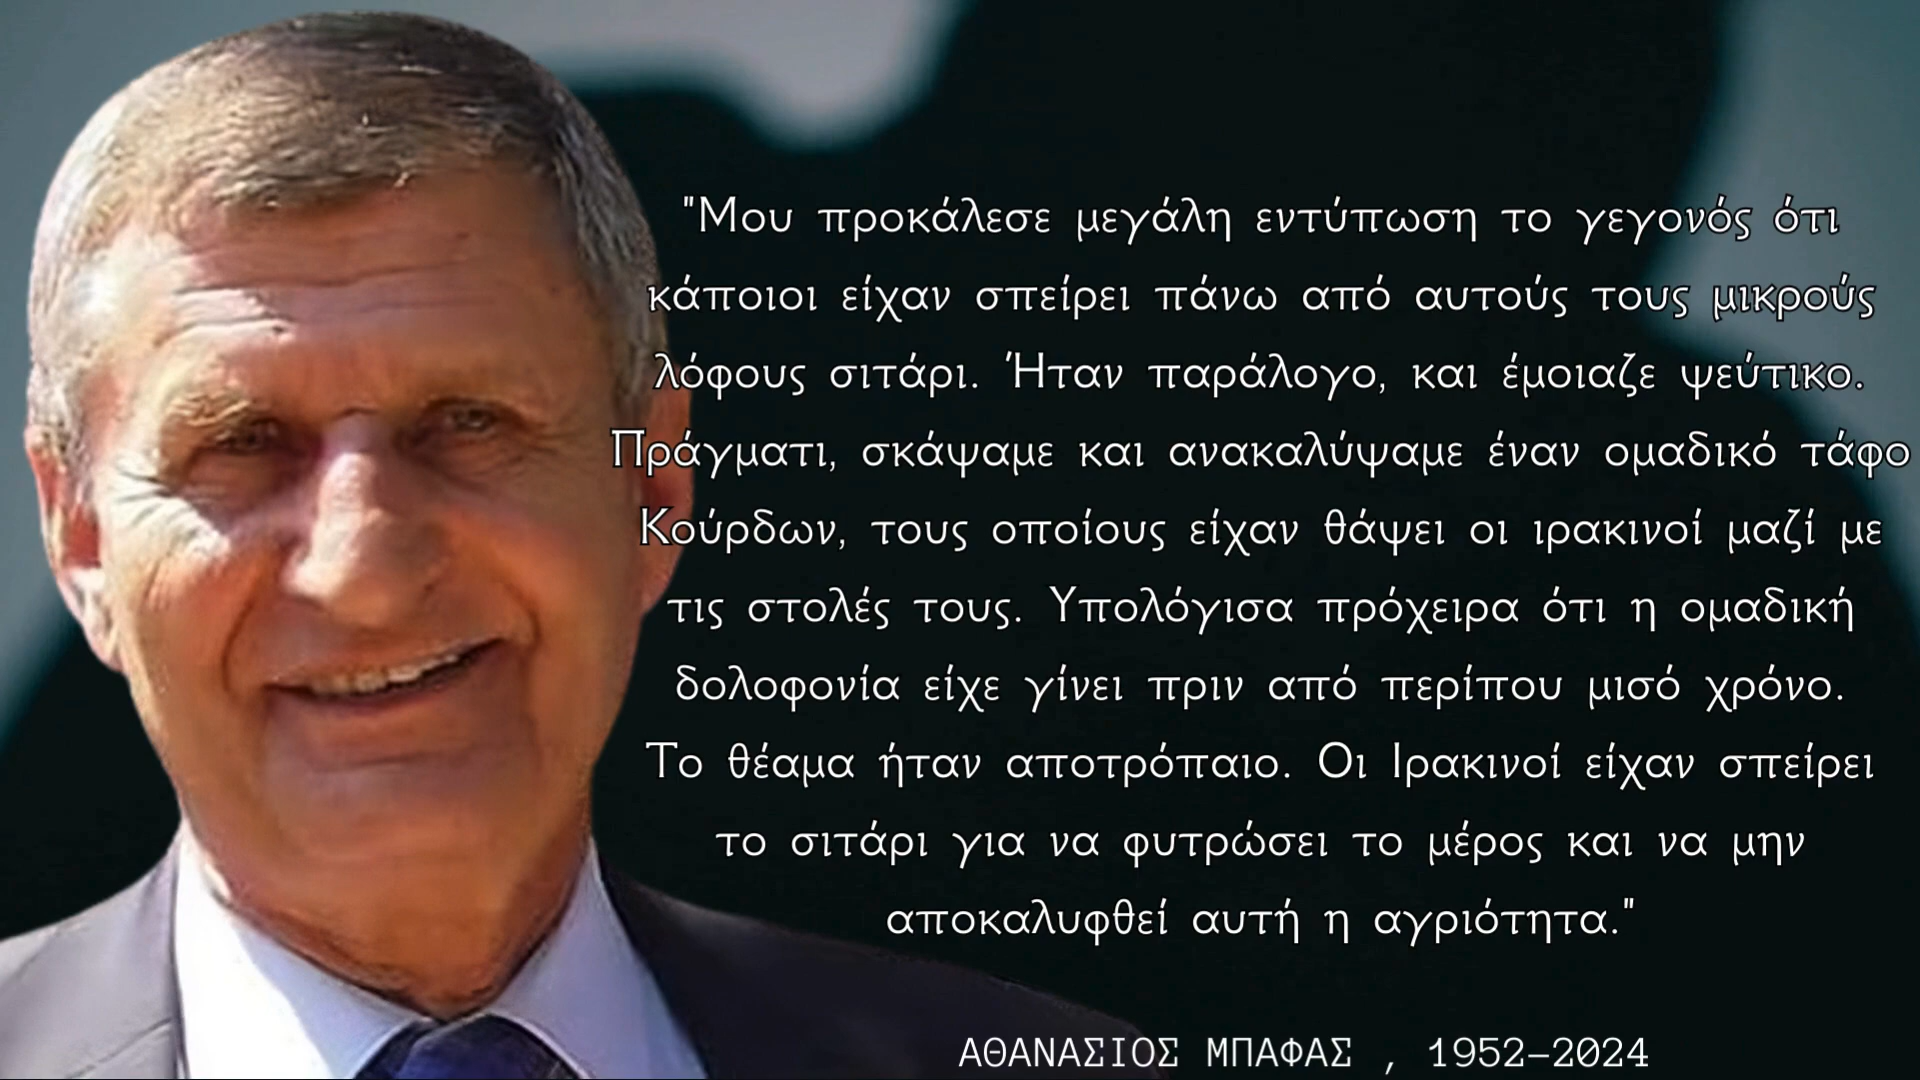 "Μου προκάλεσε μεγάλη εντύπωση το γεγονός ότι
κάποιοι είχαν σπείρει πάνω από αυτούς τους μικρούς
λόφους σιτάρι. Ήταν παράλογο, και έμοιαζε ψεύτικο.
Πράγματι, σκάψαμε και ανακαλύψαμε έναν ομαδικό τάφο
Κούρδων, τους οποίους είχαν θάψει οι ιρακινοί μαζί με
τις στολές τους. Υπολόγισα πρόχειρα ότι η ομαδική
δολοφονία είχε γίνει πριν από περίπου μισό χρόνο.
Το θέαμα ήταν αποτρόπαιο. Οι Ιρακινοί είχαν σπείρει
το σιτάρι για να φυτρώσει το μέρος και να μην
αποκαλυφθεί αυτή η αγριότητα."
ΑΘΑΝΑΣΙΟΣ ΜΠΑΦΑΣ , 1952-2024